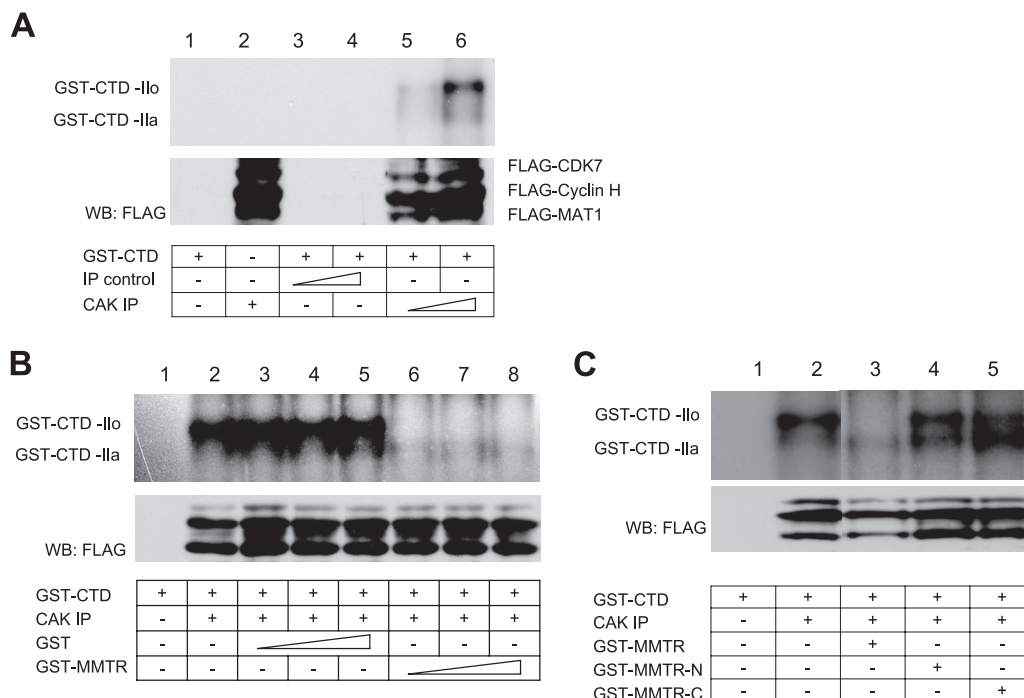 A
1 2 3 4 5 6
GST-CTD -IIo
GST-CTD -IIa
FLAG-CDK7
FLAG-Cyclin H
WB: FLAG FLAG-MAT1
GST-CTD + - + + + +
IP control - - - -
CAK IP - + - -
B
1 2 3 4 5 6 7 8
GST-CTD -IIo
GST-CTD -IIa
WB: FLAG
GST-CTD + + + + + + + +
CAK IP - + + + + + + +
GST - - - - -
GST-MMTR - - - - -
C
1 2 3 4 5
GST-CTD -IIo
GST-CTD -IIa
WB: FLAG
GST-CTD + + + + +
CAK IP - + + + +
GST-MMTR - - + - -
GST-MMTR-N - - - + -
GST-MMTR-C - - - - +